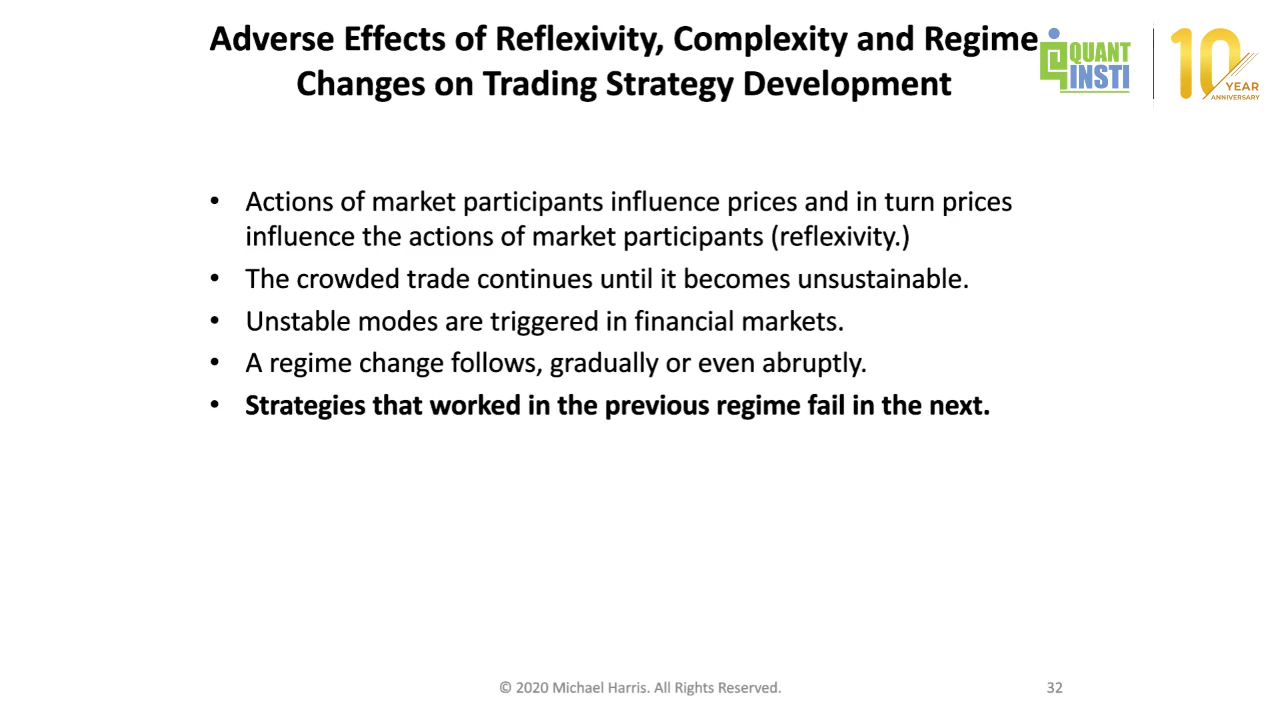 Adverse Effects of Reflexivity, Complexity and Regime
Changes on Trading Strategy Development
QUANT
INSTI
10
YEAR
ANNIVERSARY
• Actions of market participants influence prices and in turn prices
influence the actions of market participants (reflexivity.)
• The crowded trade continues until it becomes unsustainable.
• Unstable modes are triggered in financial markets.
• A regime change follows, gradually or even abruptly.
• Strategies that worked in the previous regime fail in the next.
© 2020 Michael Harris. All Rights Reserved.
32